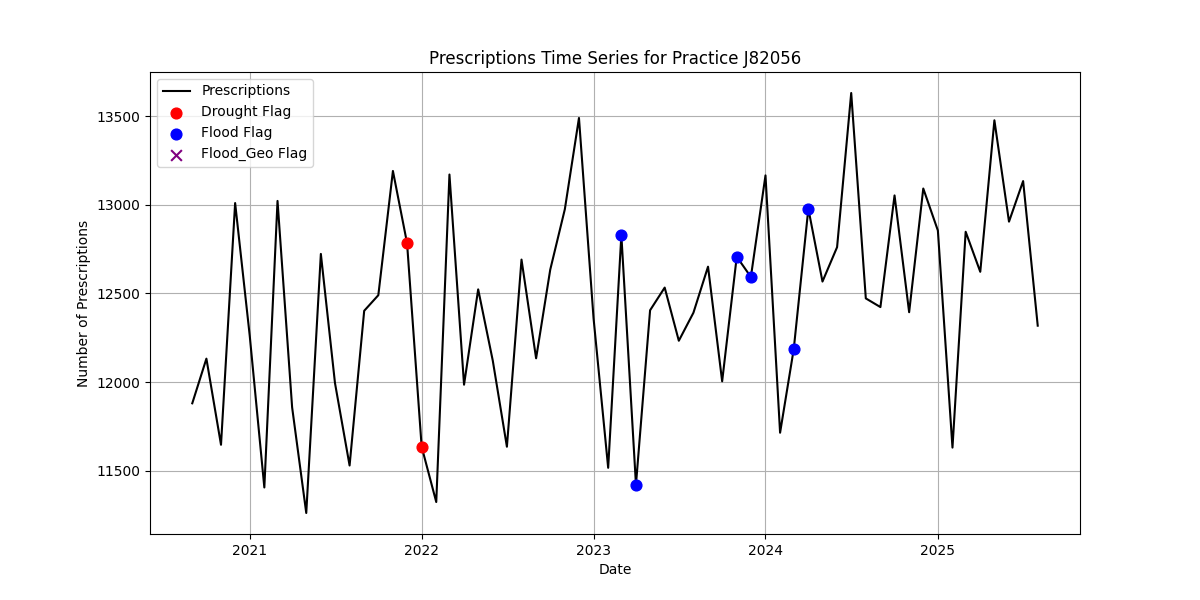 Prescriptions Time Series for Practice J82056
Prescriptions
Drought Flag
Flood Flag
Flood_Geo Flag
Number of Prescriptions
13500
13000
12500
12000
11500
2021
2022
2023
2024
2025
Date